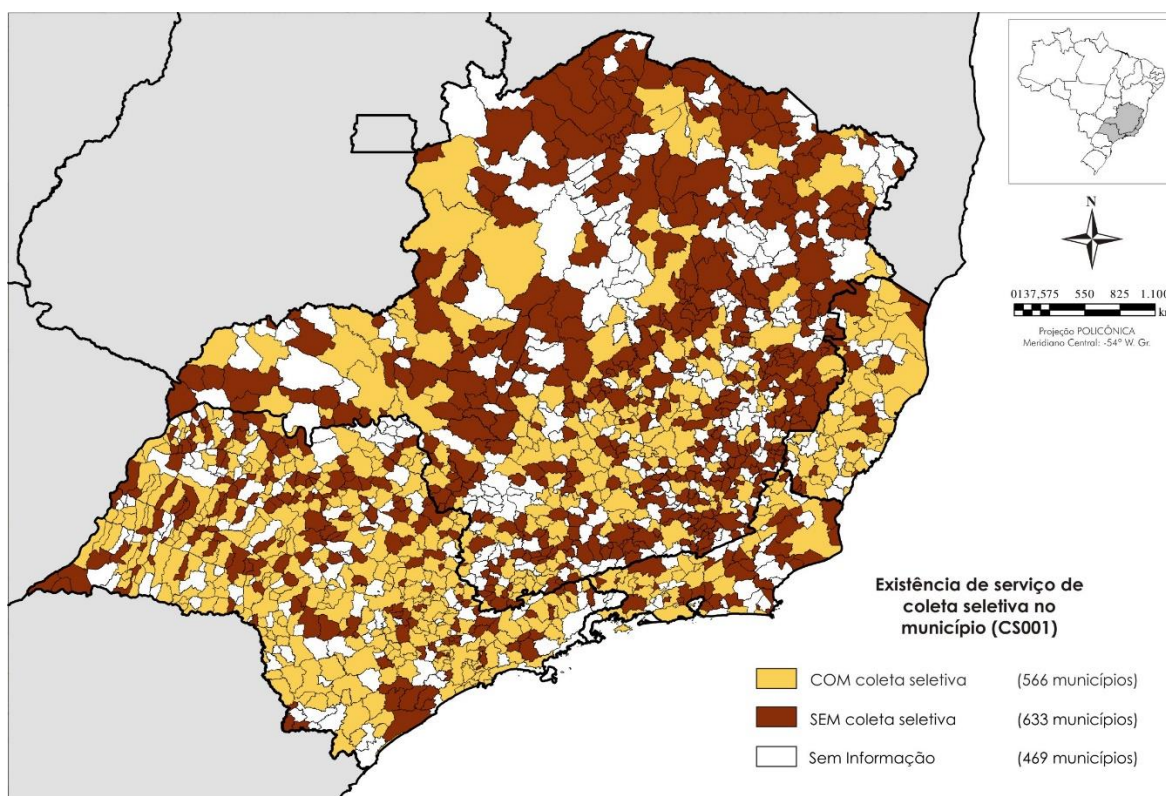 N
0137,575 550 825 1.100
km
Projeção POLICÔNICA
Meridiano Central: -54° W. Gr.
Existência de serviço de
coleta seletiva no
município (CS001)
COM coleta seletiva (566 municípios)
SEM coleta seletiva (633 municípios)
Sem Informação (469 municípios)